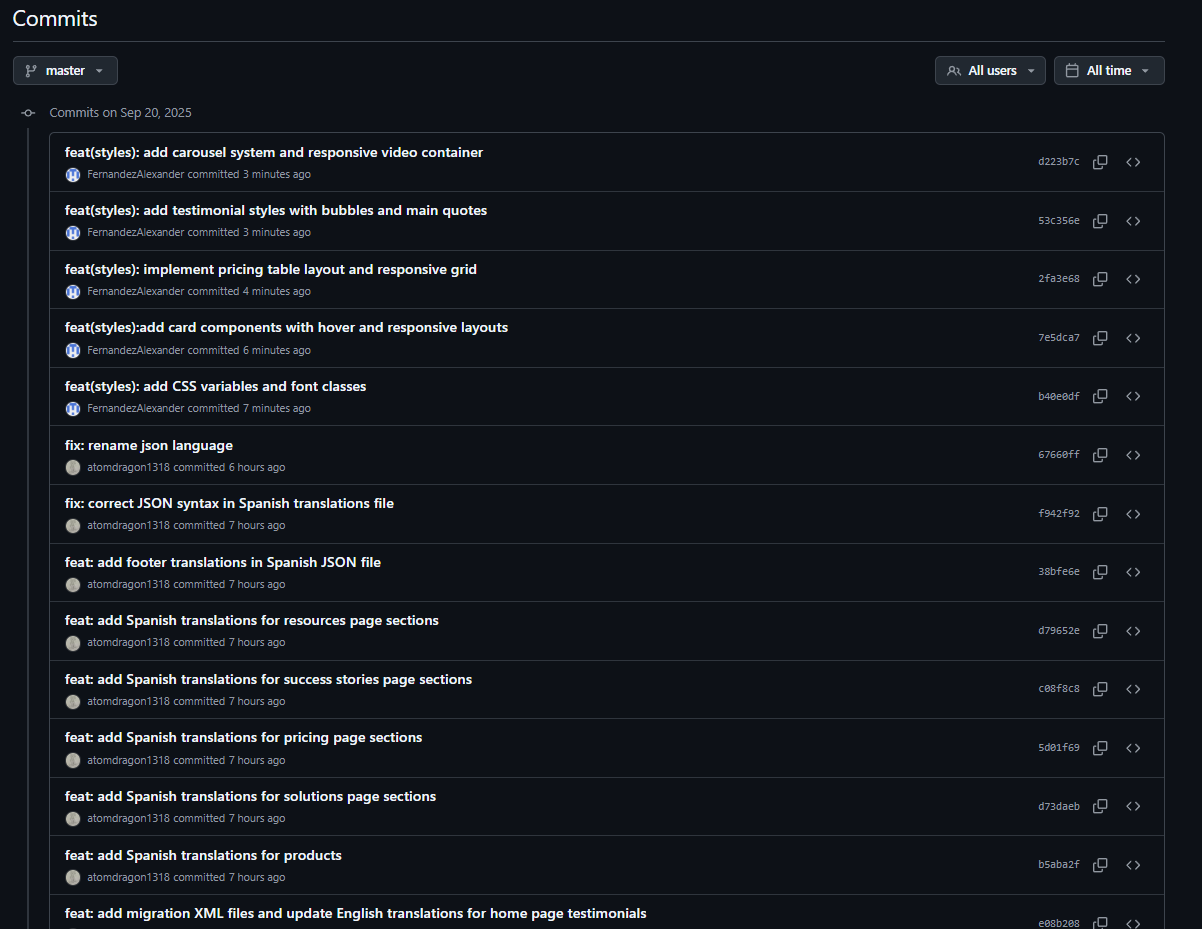 Commits
master
All users
All time
Commits on Sep 20, 2025
feat(styles): add carousel system and responsive video container
d223b7c
FernandezAlexander committed 3 minutes ago
feat(styles): add testimonial styles with bubbles and main quotes
53c356e
FernandezAlexander committed 3 minutes ago
feat(styles): implement pricing table layout and responsive grid
2fa3e68
FernandezAlexander committed 4 minutes ago
feat(styles):add card components with hover and responsive layouts
7e5dca7
FernandezAlexander committed 6 minutes ago
feat(styles): add CSS variables and font classes
b40e0df
FernandezAlexander committed 7 minutes ago
fix: rename json language
67660ff
atomdragon1318 committed 6 hours ago
fix: correct JSON syntax in Spanish translations file
f942f92
atomdragon1318 committed 7 hours ago
feat: add footer translations in Spanish JSON file
38bfe6e
atomdragon1318 committed 7 hours ago
feat: add Spanish translations for resources page sections
d79652e
atomdragon1318 committed 7 hours ago
feat: add Spanish translations for success stories page sections
c08f8c8
atomdragon1318 committed 7 hours ago
feat: add Spanish translations for pricing page sections
5d01f69
atomdragon1318 committed 7 hours ago
feat: add Spanish translations for solutions page sections
d73daeb
atomdragon1318 committed 7 hours ago
feat: add Spanish translations for products
b5aba2f
atomdragon1318 committed 7 hours ago
feat: add migration XML files and update English translations for home page testimonials
e08b208